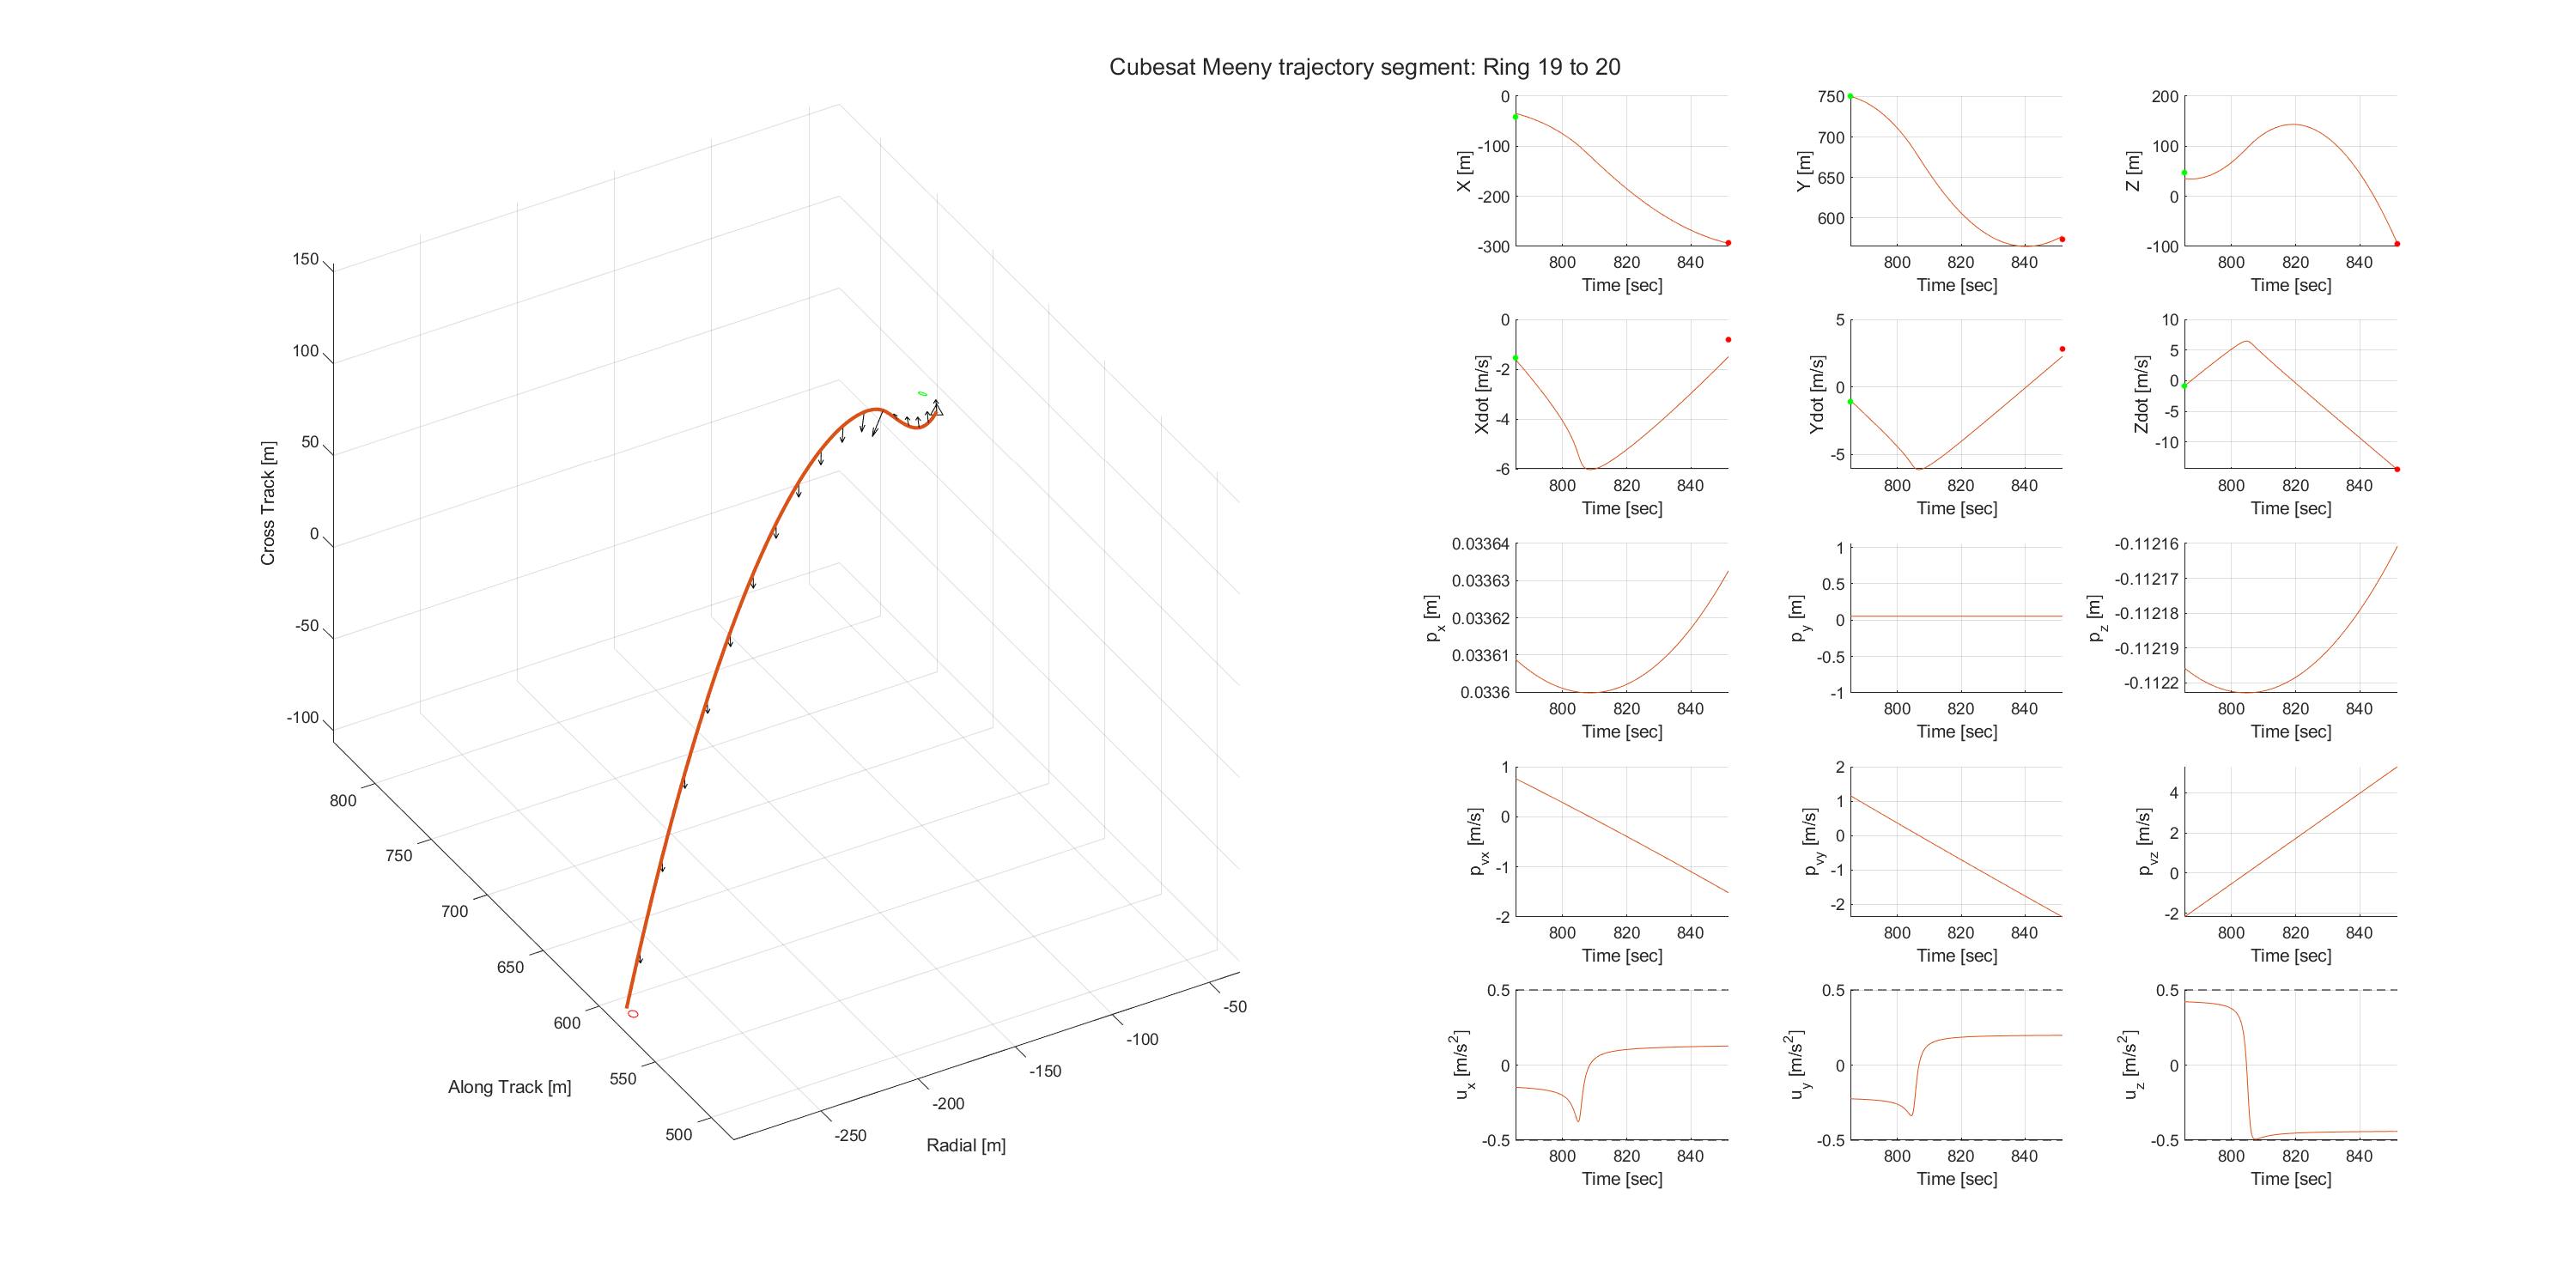 Cubesat Meeny trajectory segment: Ring 19 to 20
150
100
50
0
-50
-100
Cross Track [m]
800
750
700
650
600
550
500
Along Track [m]
-250
-200
-150
-100
-50
Radial [m]
0
-100
-200
-300
X [m]
800 820 840
Time [sec]
750
700
650
600
Y [m]
800 820 840
Time [sec]
200
100
0
-100
Z [m]
800 820 840
Time [sec]
0
-2
-4
-6
Xdot [m/s]
800 820 840
Time [sec]
5
0
-5
Ydot [m/s]
800 820 840
Time [sec]
10
5
0
-5
-10
Zdot [m/s]
800 820 840
Time [sec]
0.03364
0.03363
0.03362
0.03361
0.0336
p_x [m]
800 820 840
Time [sec]
1
0.5
0
-0.5
-1
p_y [m]
800 820 840
Time [sec]
-0.11216
-0.11217
-0.11218
-0.11219
-0.1122
p_z [m]
800 820 840
Time [sec]
1
0
-1
-2
p_vx [m/s]
800 820 840
Time [sec]
2
1
0
-1
-2
p_vy [m/s]
800 820 840
Time [sec]
4
2
0
-2
p_vz [m/s]
800 820 840
Time [sec]
0.5
0
-0.5
u_x [m/s^2]
800 820 840
Time [sec]
0.5
0
-0.5
u_y [m/s^2]
800 820 840
Time [sec]
0.5
0
-0.5
u_z [m/s^2]
800 820 840
Time [sec]